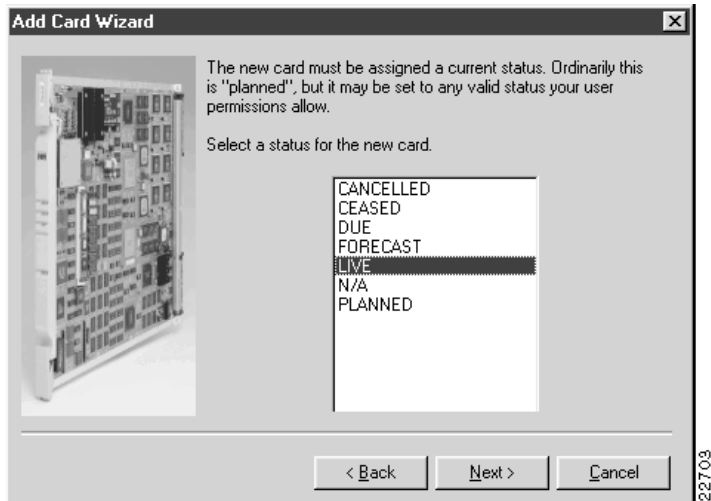 Add Card Wizard
The new card must be assigned a current status. Ordinarily this
is "planned", but it may be set to any valid status your user
permissions allow.
Select a status for the new card.
CANCELLED
CEASED
DUE
FORECAST
LIVE
N/A
PLANNED
< Back
Next >
Cancel
22703